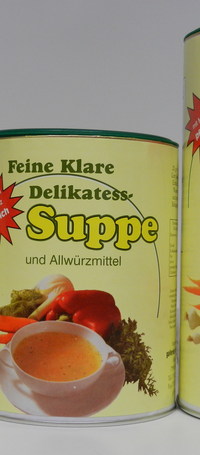 Feine Klare
Delikatess-
Suppe
und Allwürzmittel